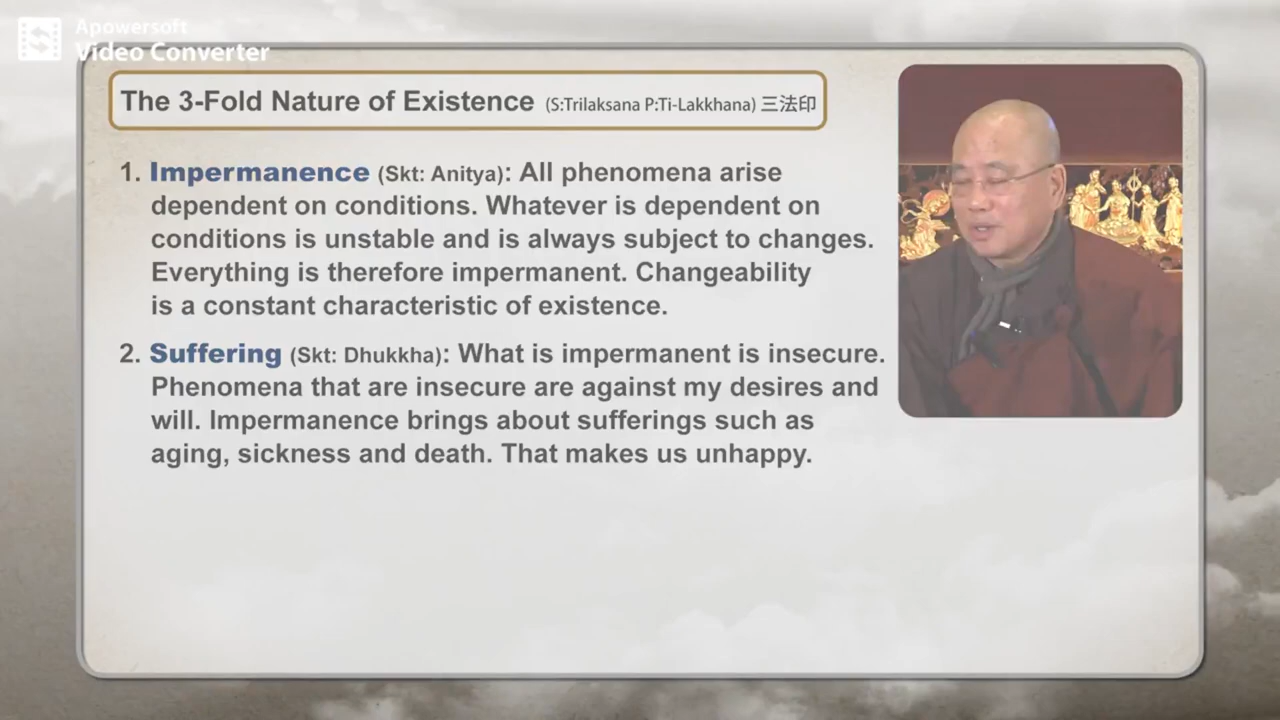 Apowersoft
Video Converter
The 3-Fold Nature of Existence (S:Trilaksana P:Ti-Lakkhana) 三法印
1. Impermanence (Skt: Anitya): All phenomena arise
dependent on conditions. Whatever is dependent on
conditions is unstable and is always subject to changes.
Everything is therefore impermanent. Changeability
is a constant characteristic of existence.
2. Suffering (Skt: Dhukkha): What is impermanent is insecure.
Phenomena that are insecure are against my desires and
will. Impermanence brings about sufferings such as
aging, sickness and death. That makes us unhappy.